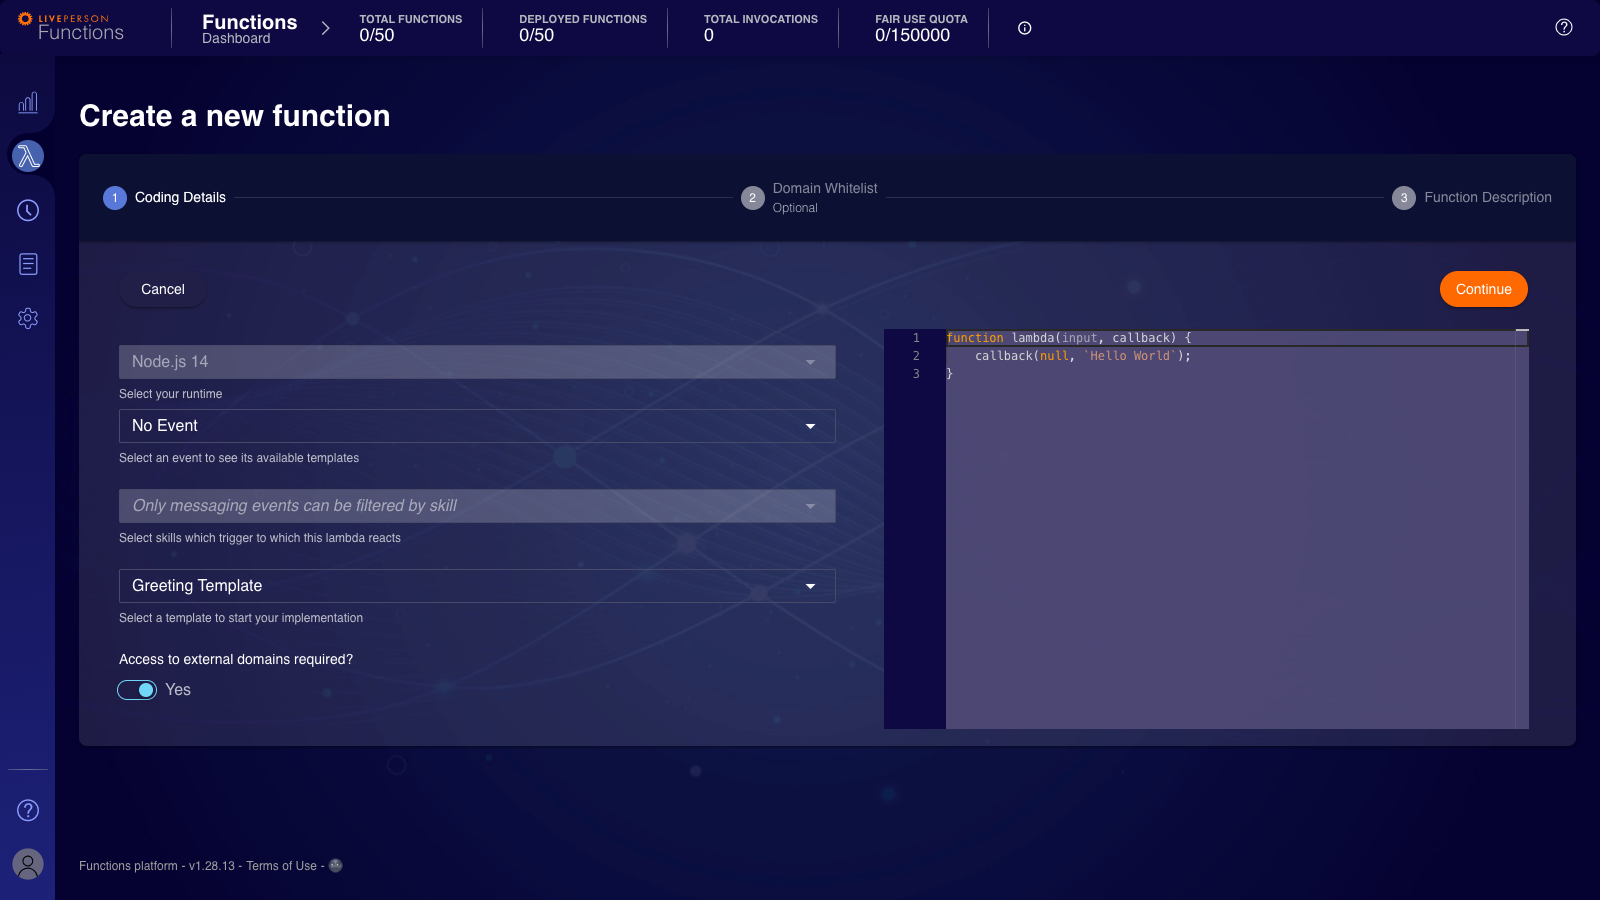 LIVEPERSON
Functions
Functions
Dashboard
TOTAL FUNCTIONS
0/50
DEPLOYED FUNCTIONS
0/50
TOTAL INVOCATIONS
0
FAIR USE QUOTA
0/150000
Create a new function
1 Coding Details
2 Domain Whitelist
Optional
3 Function Description
Cancel
Continue
Node.js 14
Select your runtime
No Event
Select an event to see its available templates
Only messaging events can be filtered by skill
Select skills which trigger to which this lambda reacts
Greeting Template
Select a template to start your implementation
Access to external domains required?
Yes
1 function lambda(input, callback) {
2     callback(null, `Hello World`);
3 }
Functions platform - v1.28.13 - Terms of Use -